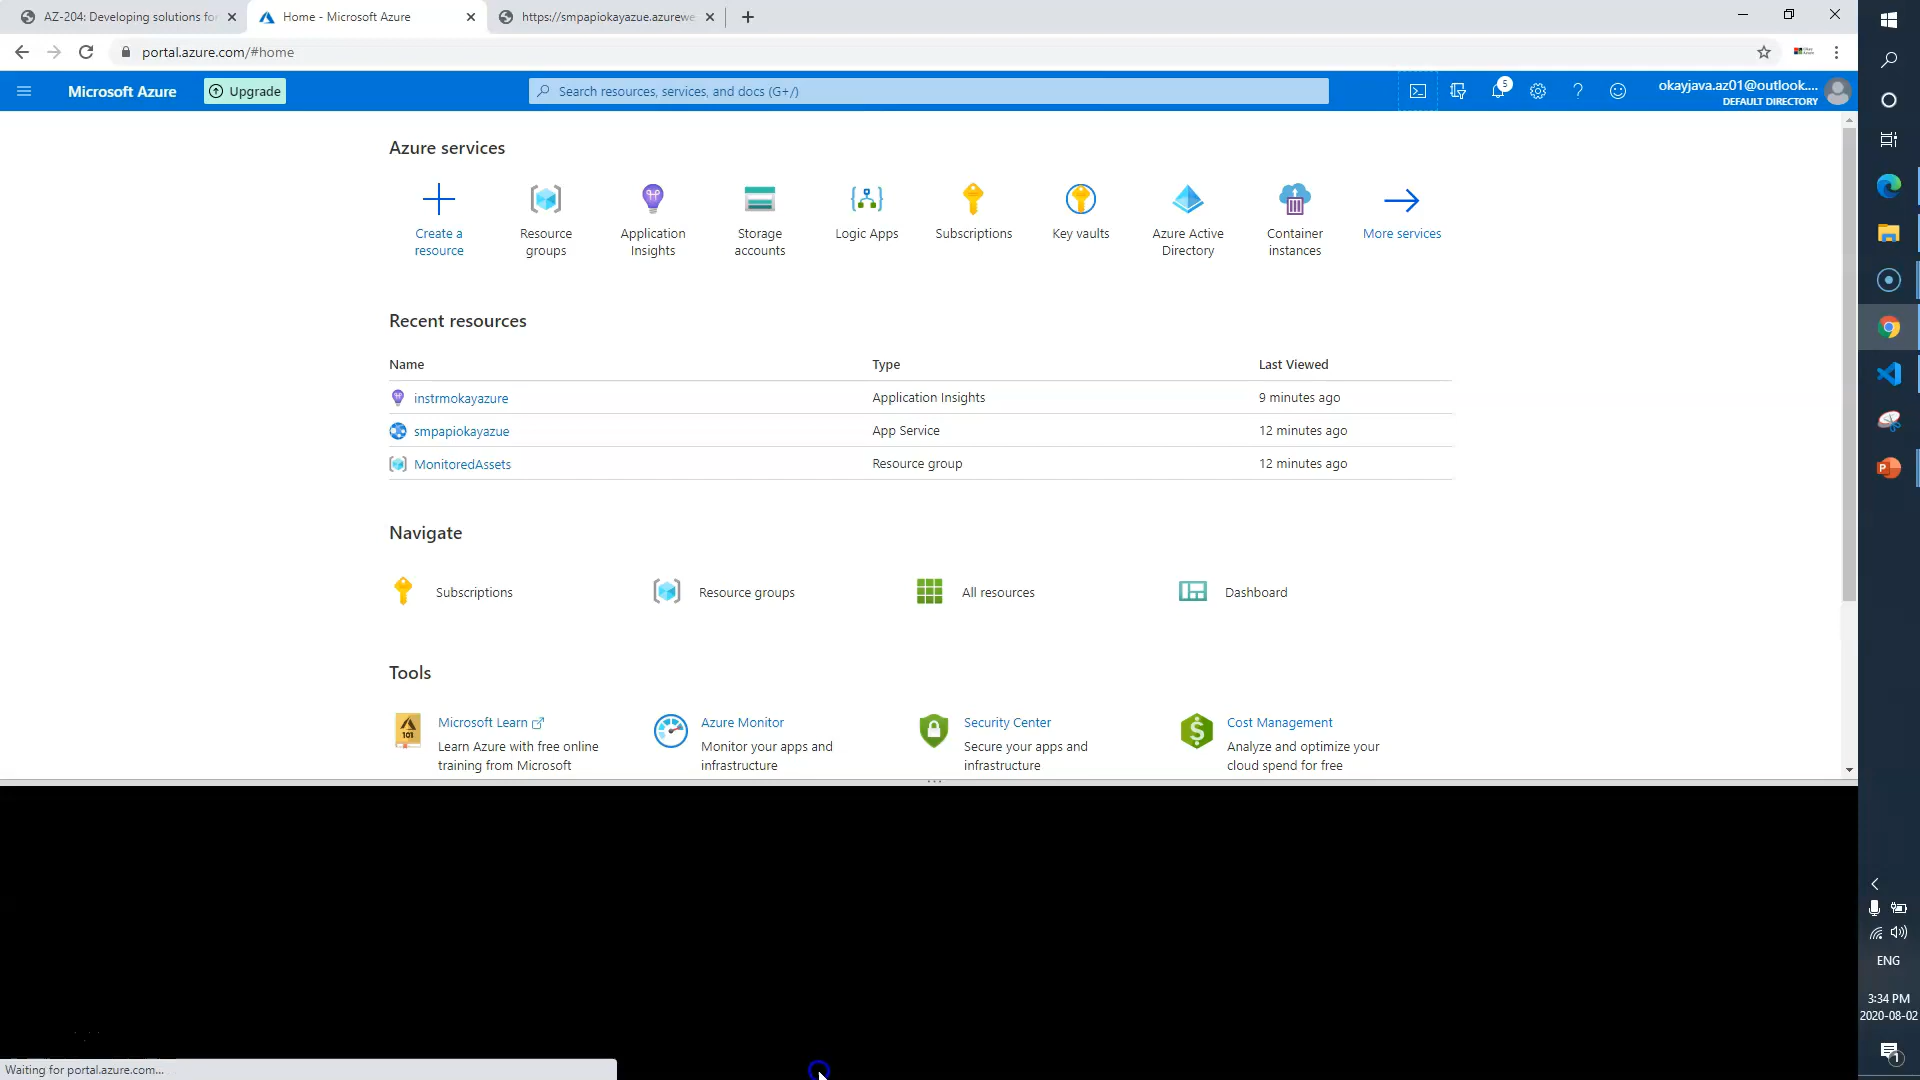 AZ-204: Developing solutions for
Home - Microsoft Azure
https://smpapiokayazue.azurewe
portal.azure.com/#home
Microsoft Azure
Upgrade
Search resources, services, and docs (G+/)
5
okayjava.az01@outlook....
DEFAULT DIRECTORY
Azure services
Create a
resource
Resource
groups
Application
Insights
Storage
accounts
Logic Apps
Subscriptions
Key vaults
Azure Active
Directory
Container
instances
More services
Recent resources
Name Type Last Viewed
instrmokayazure Application Insights 9 minutes ago
smpapiokayazue App Service 12 minutes ago
MonitoredAssets Resource group 12 minutes ago
Navigate
Subscriptions
Resource groups
All resources
Dashboard
Tools
101
Microsoft Learn
Learn Azure with free online
training from Microsoft
Azure Monitor
Monitor your apps and
infrastructure
Security Center
Secure your apps and
infrastructure
Cost Management
Analyze and optimize your
cloud spend for free
ENG
3:34 PM
2020-08-02
1
Waiting for portal.azure.com...